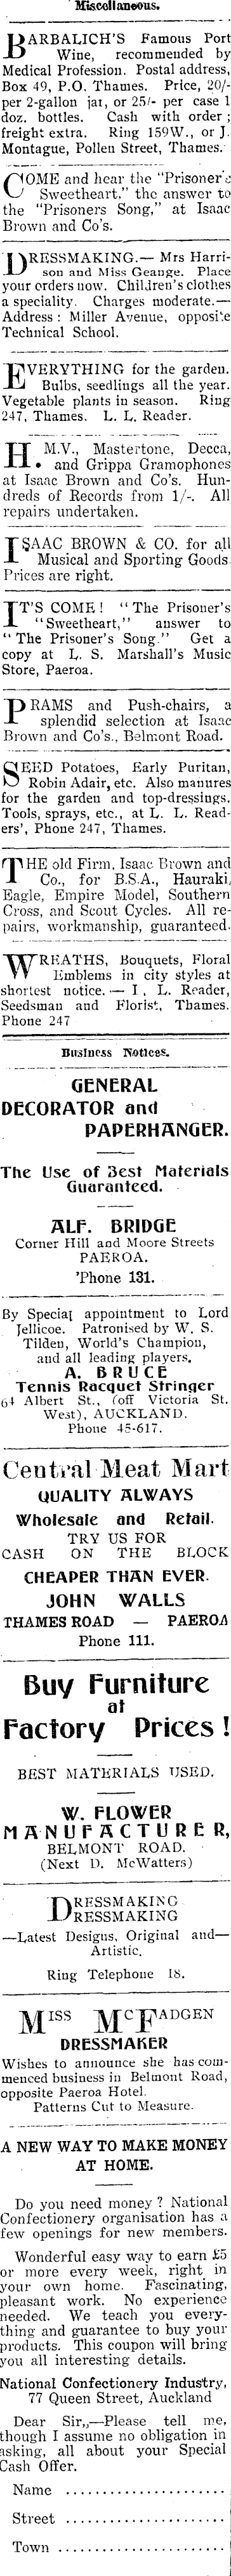 Miscellaneous.
BARBALICH'S Famous Port
Wine, recommended by
Medical Profession. Postal address,
Box 49, P.O. Thames. Price, 20/-
per 2-gallon jar, or 25/- per case 1
doz. bottles. Cash with order;
freight extra. Ring 159W., or J.
Montague, Pollen Street, Thames.
COME and hear the "Prisoner's
Sweetheart," the answer to
the "Prisoners Song," at Isaac
Brown and Co's.
DRESSMAKING.— Mrs Harri-
son and Miss Geange. Place
your orders now. Children's clothes
a speciality. Charges moderate.—
Address: Miller Avenue, opposite
Technical School.
EVERYTHING for the garden.
Bulbs, seedlings all the year.
Vegetable plants in season. Ring
247, Thames. L. L. Reader.
H.M.V., Mastertone, Decca,
and Grippa Gramophones
at Isaac Brown and Co's. Hun-
dreds of Records from 1/-. All
repairs undertaken.
ISAAC BROWN & CO. for all
Musical and Sporting Goods.
Prices are right.
IT'S COME! "The Prisoner's
"Sweetheart," answer to
"The Prisoner's Song." Get a
copy at L. S. Marshall's Music
Store, Paeroa.
PRAMS and Push-chairs, a
splendid selection at Isaac
Brown and Co's., Belmont Road.
SEED Potatoes, Early Puritan,
Robin Adair, etc. Also manures
for the garden and top-dressings.
Tools, sprays, etc., at L. L. Read-
ers', Phone 247, Thames.
THE old Firm, Isaac Brown and
Co., for B.S.A., Hauraki,
Eagle, Empire Model, Southern
Cross, and Scout Cycles. All re-
pairs, workmanship, guaranteed.
WREATHS, Bouquets, Floral
Emblems in city styles at
shortest notice.— I. L. Reader,
Seedsman and Florist, Thames.
Phone 247
Business Notices.
GENERAL
DECORATOR and
PAPERHANGER.
The Use of Best Materials
Guaranteed.
ALF. BRIDGE
Corner Hill and Moore Streets
PAEROA.
'Phone 131.
By Special appointment to Lord
Jellicoe. Patronised by W. S.
Tilden, World's Champion,
and all leading players.
A. BRUCE
Tennis Racquet Stringer
64 Albert St., (off Victoria St.
West), AUCKLAND.
Phone 45-617.
Central Meat Mart
QUALITY ALWAYS
Wholesale and Retail.
TRY US FOR
CASH ON THE BLOCK
CHEAPER THAN EVER.
JOHN WALLS
THAMES ROAD — PAEROA
Phone 111.
Buy Furniture
at
Factory Prices!
BEST MATERIALS USED.
W. FLOWER
MANUFACTURER,
BELMONT ROAD.
(Next D. McWatters)
DRESSMAKING
DRESSMAKING
—Latest Designs, Original and—
Artistic.
Ring Telephone 18.
MISS McFADGEN
DRESSMAKER
Wishes to announce she has com-
menced business in Belmont Road,
opposite Paeroa Hotel.
Patterns Cut to Measure.
A NEW WAY TO MAKE MONEY
AT HOME.
Do you need money? National
Confectionery organisation has a
few openings for new members.
Wonderful easy way to earn £5
or more every week, right in
your own home. Fascinating,
pleasant work. No experience
needed. We teach you every-
thing and guarantee to buy your
products. This coupon will bring
you all interesting details.
National Confectionery Industry,
77 Queen Street, Auckland
Dear Sir,,—Please tell me,
though I assume no obligation in
asking, all about your Special
Cash Offer.
Name ......................
Street ......................
Town ......................